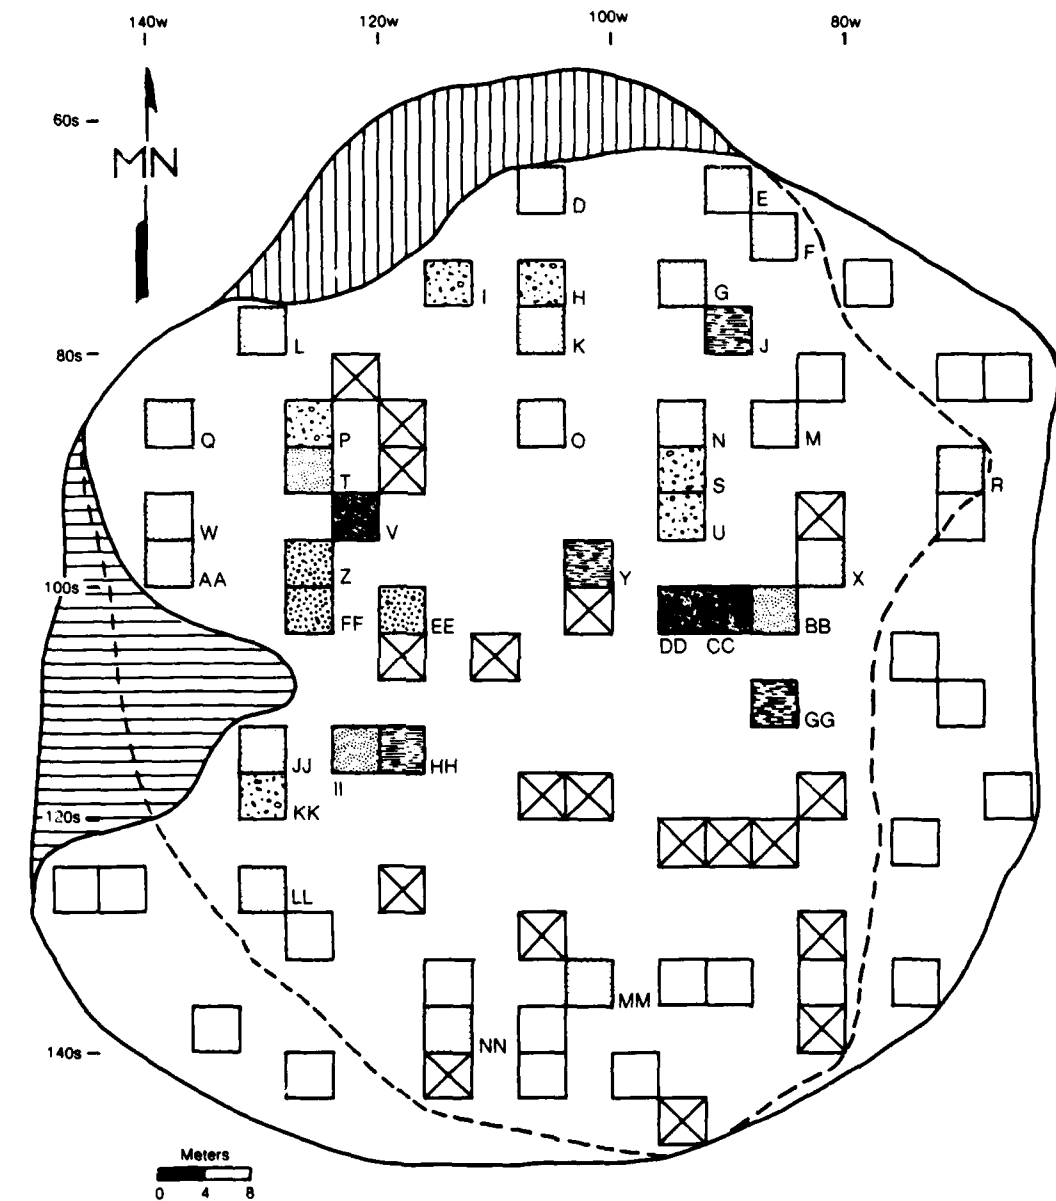 140w 120w 100w 80w
60s
MN
D E
F
I H G
L K J
80s
Q P O N M
T S R
W V U
AA Z Y X
100s
FF EE DD CC BB
GG
JJ II HH
KK
120s
LL
MM
NN
140s
Meters
0 4 8